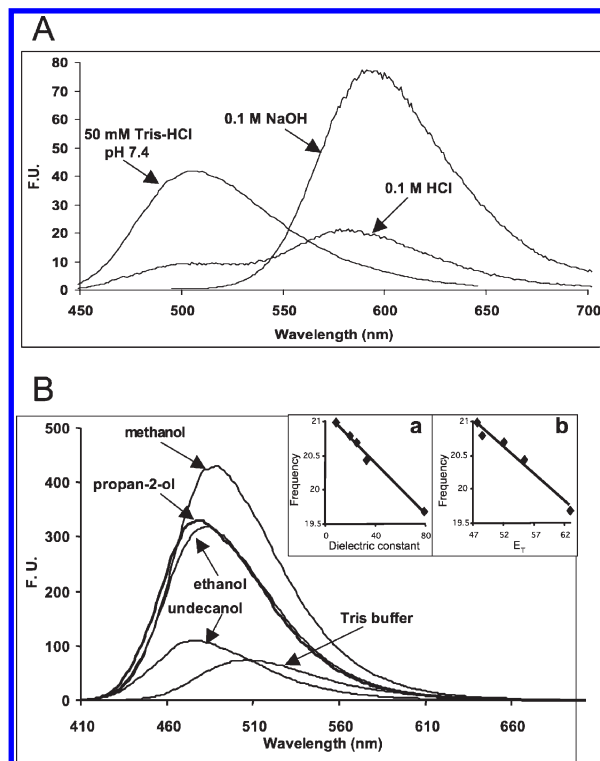 A
80
70
60
50
40
30
20
10
0
F.U.
50 mM Tris-HCl
pH 7.4
0.1 M NaOH
0.1 M HCl
450 500 550 600 650 700
Wavelength (nm)
B
500
400
300
200
100
0
F. U.
methanol
propan-2-ol
ethanol
undecanol
Tris buffer
410 460 510 560 610 660
Wavelength (nm)
a
21
20.5
20
19.5
Frequency
0 40 80
Dielectric constant
b
21
20.5
20
19.5
Frequency
47 52 57 62
E_T